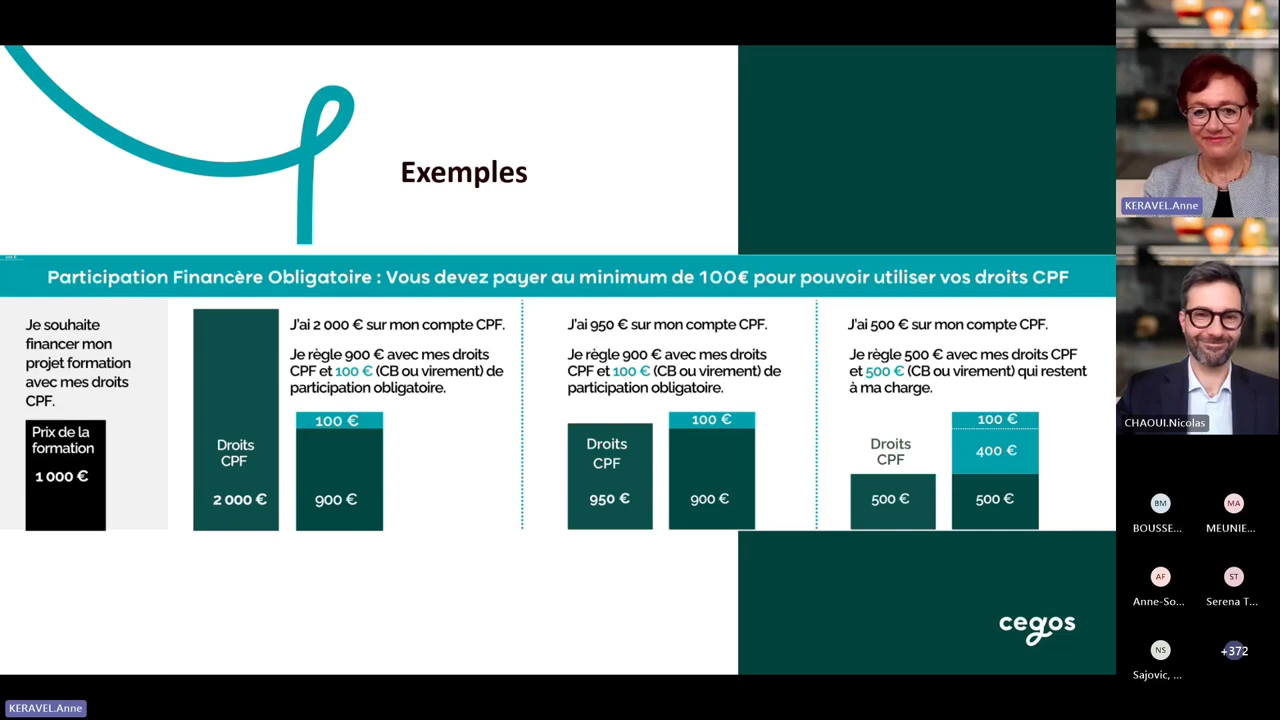 Exemples
Participation Financère Obligatoire : Vous devez payer au minimum de 100€ pour pouvoir utiliser vos droits CPF
Je souhaite
financer mon
projet formation
avec mes droits
CPF.
Prix de la
formation
1 000 €
Droits
CPF
2 000 €
J'ai 2 000 € sur mon compte CPF.
Je règle 900 € avec mes droits
CPF et 100 € (CB ou virement) de
participation obligatoire.
100 €
900 €
J'ai 950 € sur mon compte CPF.
Je règle 900 € avec mes droits
CPF et 100 € (CB ou virement) de
participation obligatoire.
Droits
CPF
950 €
100 €
900 €
J'ai 500 € sur mon compte CPF.
Je règle 500 € avec mes droits CPF
et 500 € (CB ou virement) qui restent
à ma charge.
Droits
CPF
500 €
100 €
400 €
500 €
cegos
KERAVEL.Anne
CHAOUI.Nicolas
BM
BOUSSE...
MA
MEUNIE...
AF
Anne-So...
ST
Serena T...
NS
Sajovic, ...
+372
KERAVEL.Anne